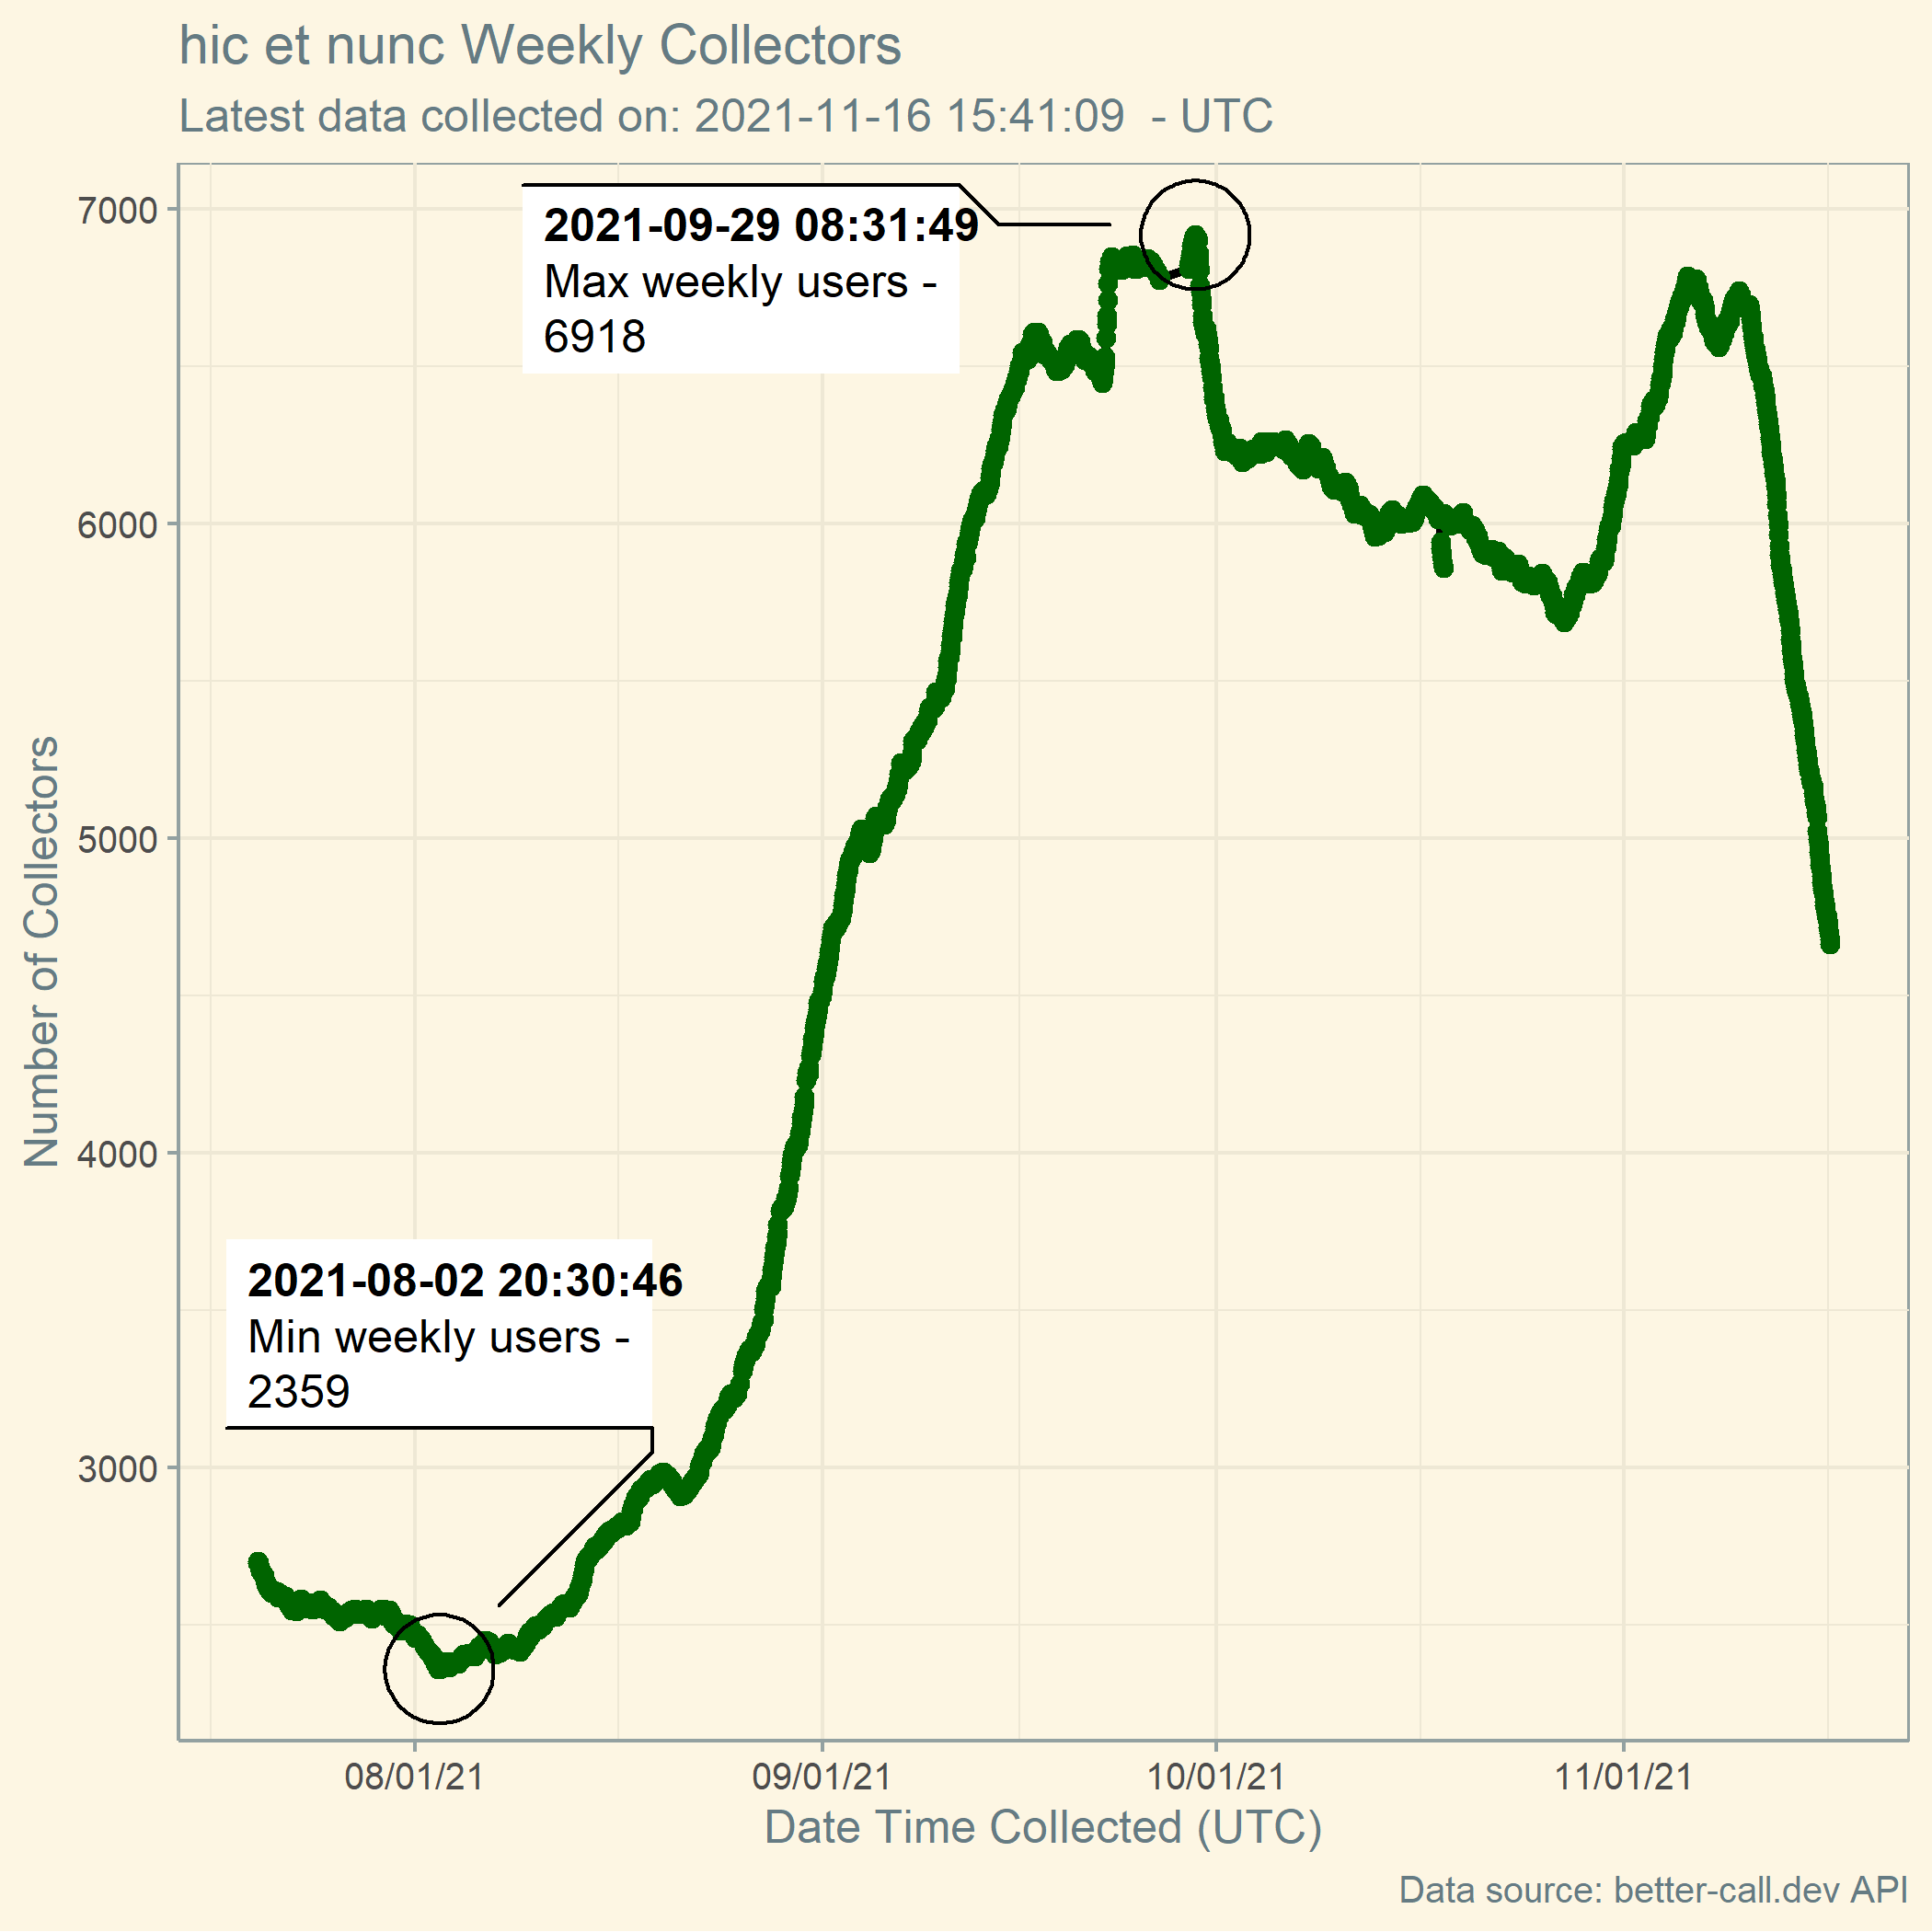 hic et nunc Weekly Collectors
Latest data collected on: 2021-11-16 15:41:09  - UTC
7000
6000
5000
4000
3000
Number of Collectors
2021-09-29 08:31:49
Max weekly users -
6918
2021-08-02 20:30:46
Min weekly users -
2359
08/01/21
09/01/21
10/01/21
11/01/21
Date Time Collected (UTC)
Data source: better-call.dev API